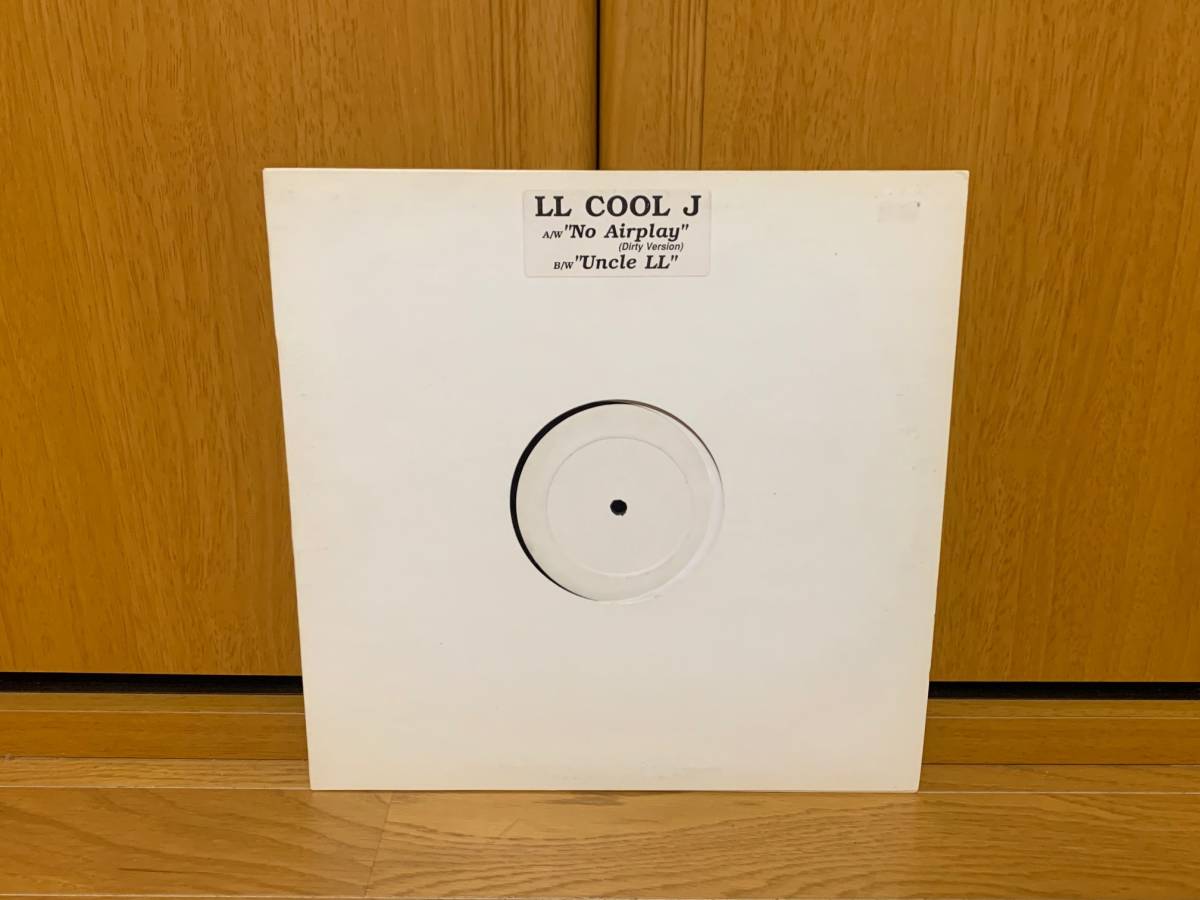 LL COOL J
A/W "No Airplay"
(Dirty Version)
B/W "Uncle LL"